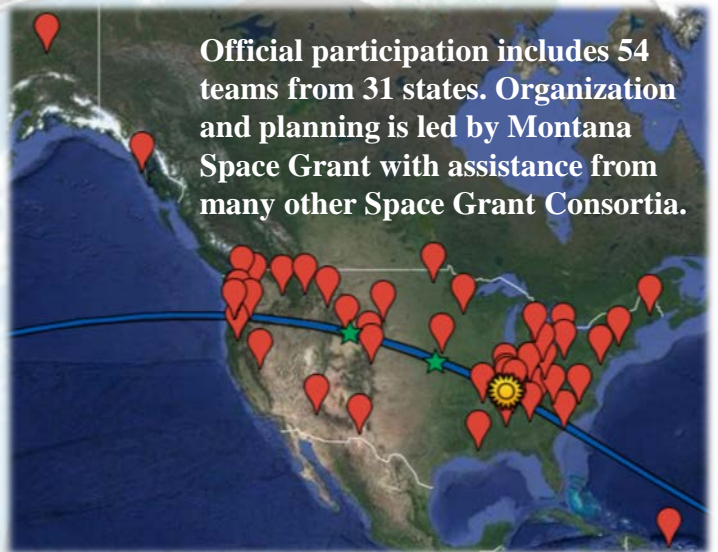 Official participation includes 54
teams from 31 states. Organization
and planning is led by Montana
Space Grant with assistance from
many other Space Grant Consortia.